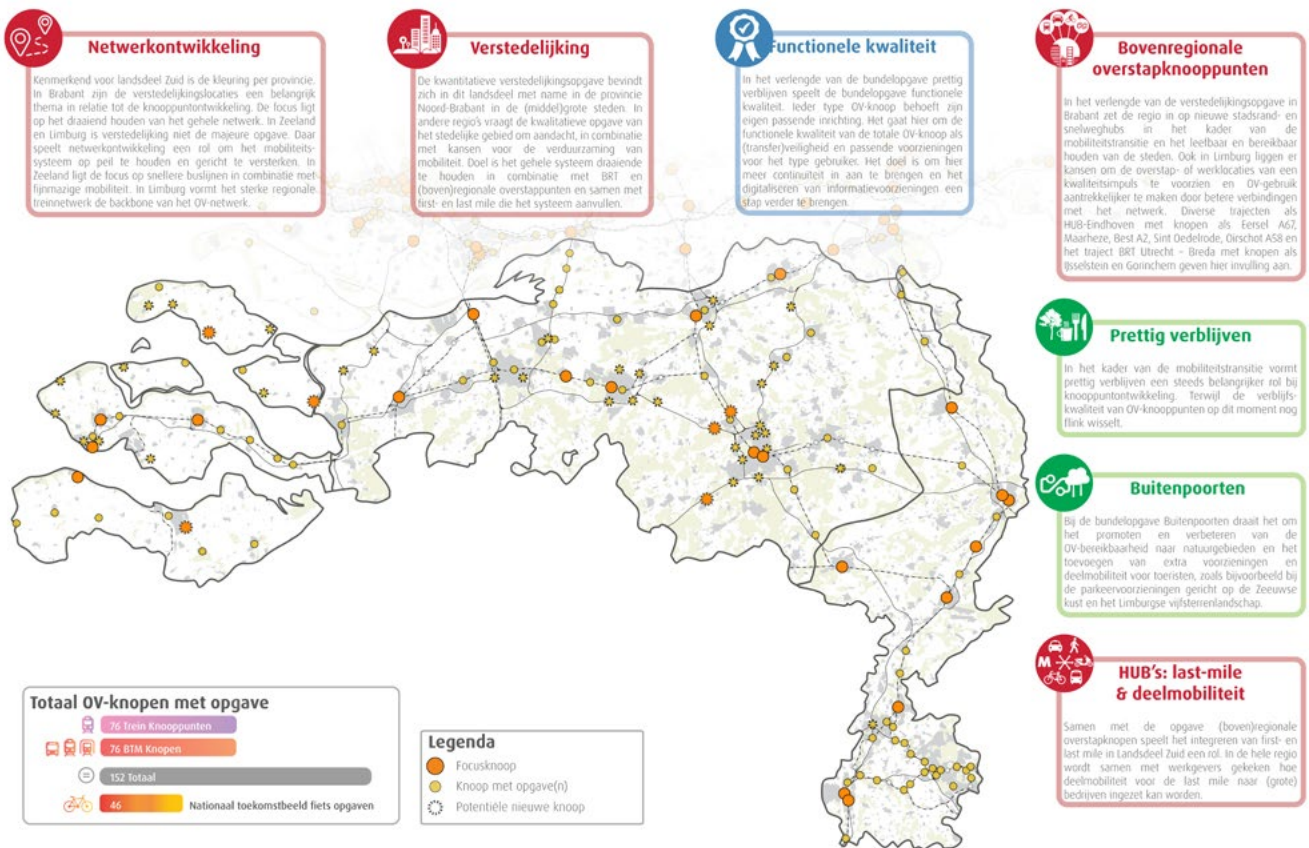 Netwerkontwikkeling
Kenmerkend voor landsdeel Zuid is de kleuring per provincie.
In Brabant zijn de verstedelijkingslocaties een belangrijk
thema in relatie tot de knooppuntontwikkeling. De focus ligt
op het draaiend houden van het gehele netwerk. In Zeeland
en Limburg is verstedelijking niet de majeure opgave. Daar
speelt netwerkontwikkeling een rol om het mobiliteits-
systeem op peil te houden en gericht te versterken. In
Zeeland ligt de focus op snellere buslijnen in combinatie met
fijnmazige mobiliteit. In Limburg vormt het sterke regionale
treinnetwerk de backbone van het OV-netwerk.
Verstedelijking
De kwantitatieve verstedelijkingsopgave bevindt
zich in dit landsdeel met name in de provincie
Noord-Brabant in de (middel)grote steden. In
andere regio's vraagt de kwalitatieve opgave van
het stedelijke gebied om aandacht, in combinatie
met kansen voor de verduurzaming van
mobiliteit. Doel is het gehele systeem draaiende
te houden in combinatie met BRT en
(boven)regionale overstappunten en samen met
first- en last mile die het systeem aanvullen.
Functionele kwaliteit
In het verlengde van de bundelopgave prettig
verblijven speelt de bundelopgave functionele
kwaliteit. Ieder type OV-knoop behoeft zijn
eigen passende inrichting. Het gaat hier om de
functionele kwaliteit van de totale OV-knoop als
(transfer)veiligheid en passende voorzieningen
voor het type gebruiker. Het doel is om hier
meer continuïteit in aan te brengen en het
digitaliseren van informatievoorzieningen een
stap verder te brengen.
Bovenregionale
overstapknooppunten
In het verlengde van de verstedelijkingsopgave in
Brabant zet de regio in op nieuwe stadsrand- en
snelweghubs in het kader van de
mobiliteitstransitie en het leefbaar en bereikbaar
houden van de steden. Ook in Limburg liggen er
kansen om de overstap- of werklocaties van een
kwaliteitsimpuls te voorzien en OV-gebruik
aantrekkelijker te maken door betere verbindingen
met het netwerk. Diverse trajecten als
HUB-Eindhoven met knopen als Eersel A67,
Maarheze, Best A2, Sint Oedelrode, Oirschot A58 en
het traject BRT Utrecht – Breda met knopen als
IJsselstein en Gorinchem geven hier invulling aan.
Prettig verblijven
In het kader van de mobiliteitstransitie vormt
prettig verblijven een steeds belangrijker rol bij
knooppuntontwikkeling. Terwijl de verblijfs-
kwaliteit van OV-knooppunten op dit moment nog
flink wisselt.
Buitenpoorten
Bij de bundelopgave Buitenpoorten draait het om
het promoten en verbeteren van de
OV-bereikbaarheid naar natuurgebieden en het
toevoegen van extra voorzieningen en
deelmobiliteit voor toeristen, zoals bijvoorbeeld bij
de parkeervoorzieningen gericht op de Zeeuwse
kust en het Limburgse vijfsterrenlandschap.
M
HUB's: last-mile
& deelmobiliteit
Samen met de opgave (boven)regionale
overstapknopen speelt het integreren van first- en
last mile in Landsdeel Zuid een rol. In de hele regio
wordt samen met werkgevers gekeken hoe
deelmobiliteit voor de last mile naar (grote)
bedrijven ingezet kan worden.
Totaal OV-knopen met opgave
76 Trein Knooppunten
76 BTM Knopen
152 Totaal
46 Nationaal toekomstbeeld fiets opgaven
Legenda
Focusknoop
Knoop met opgave(n)
Potentiële nieuwe knoop